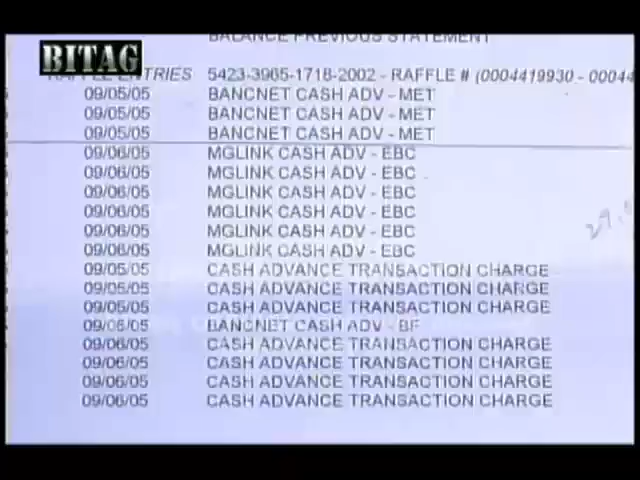 BITAG
BALANCE PREVIOUS STATEMENT
RAFFLE ENTRIES 5423-3965-1718-2002 - RAFFLE # (0004419930 - 00044
09/05/05 BANCNET CASH ADV - MET
09/05/05 BANCNET CASH ADV - MET
09/05/05 BANCNET CASH ADV - MET
09/06/05 MGLINK CASH ADV - EBC
09/06/05 MGLINK CASH ADV - EBC
09/06/05 MGLINK CASH ADV - EBC
09/06/05 MGLINK CASH ADV - EBC
09/06/05 MGLINK CASH ADV - EBC
09/06/05 MGLINK CASH ADV - EBC
09/05/05 CASH ADVANCE TRANSACTION CHARGE
09/05/05 CASH ADVANCE TRANSACTION CHARGE
09/05/05 CASH ADVANCE TRANSACTION CHARGE
09/06/05 BANCNET CASH ADV - BF
09/06/05 CASH ADVANCE TRANSACTION CHARGE
09/06/05 CASH ADVANCE TRANSACTION CHARGE
09/06/05 CASH ADVANCE TRANSACTION CHARGE
09/06/05 CASH ADVANCE TRANSACTION CHARGE